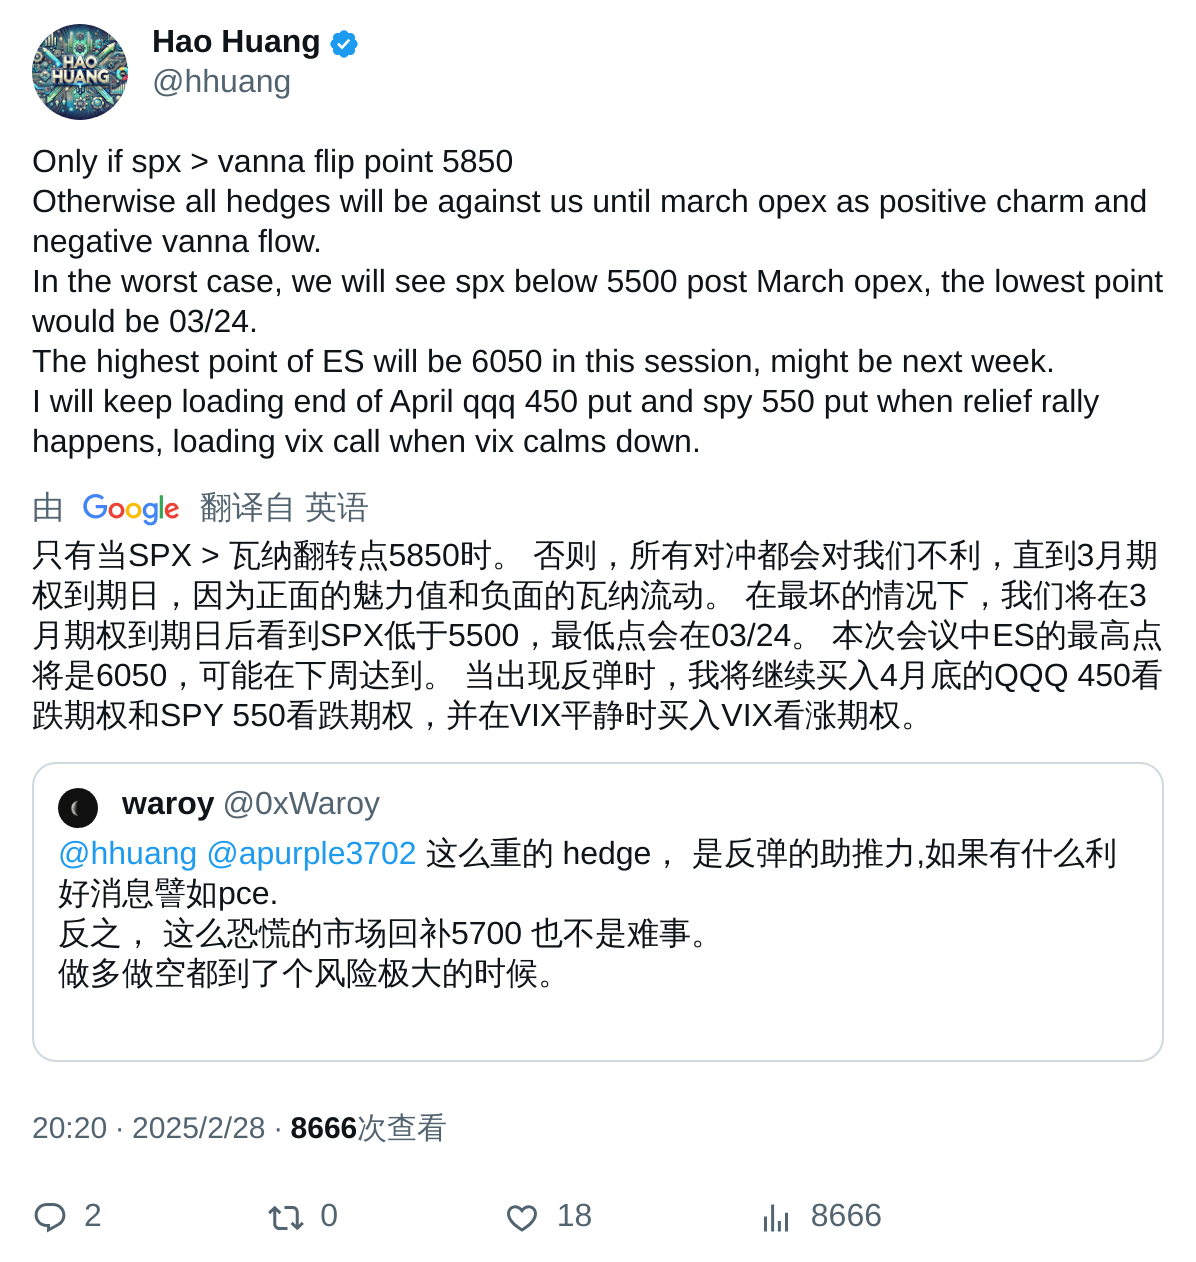 HAO
HUANG
Hao Huang
@hhuang
Only if spx > vanna flip point 5850
Otherwise all hedges will be against us until march opex as positive charm and
negative vanna flow.
In the worst case, we will see spx below 5500 post March opex, the lowest point
would be 03/24.
The highest point of ES will be 6050 in this session, might be next week.
I will keep loading end of April qqq 450 put and spy 550 put when relief rally
happens, loading vix call when vix calms down.
由 Google 翻译自 英语
只有当SPX > 瓦纳翻转点5850时。 否则，所有对冲都会对我们不利，直到3月期
权到期日，因为正面的魅力值和负面的瓦纳流动。 在最坏的情况下，我们将在3
月期权到期日后看到SPX低于5500，最低点会在03/24。 本次会议中ES的最高点
将是6050，可能在下周达到。 当出现反弹时，我将继续买入4月底的QQQ 450看
跌期权和SPY 550看跌期权，并在VIX平静时买入VIX看涨期权。
waroy @0xWaroy
@hhuang @apurple3702 这么重的 hedge， 是反弹的助推力,如果有什么利
好消息譬如pce.
反之， 这么恐慌的市场回补5700 也不是难事。
做多做空都到了个风险极大的时候。
20:20 · 2025/2/28 · 8666次查看
2 0 18 8666